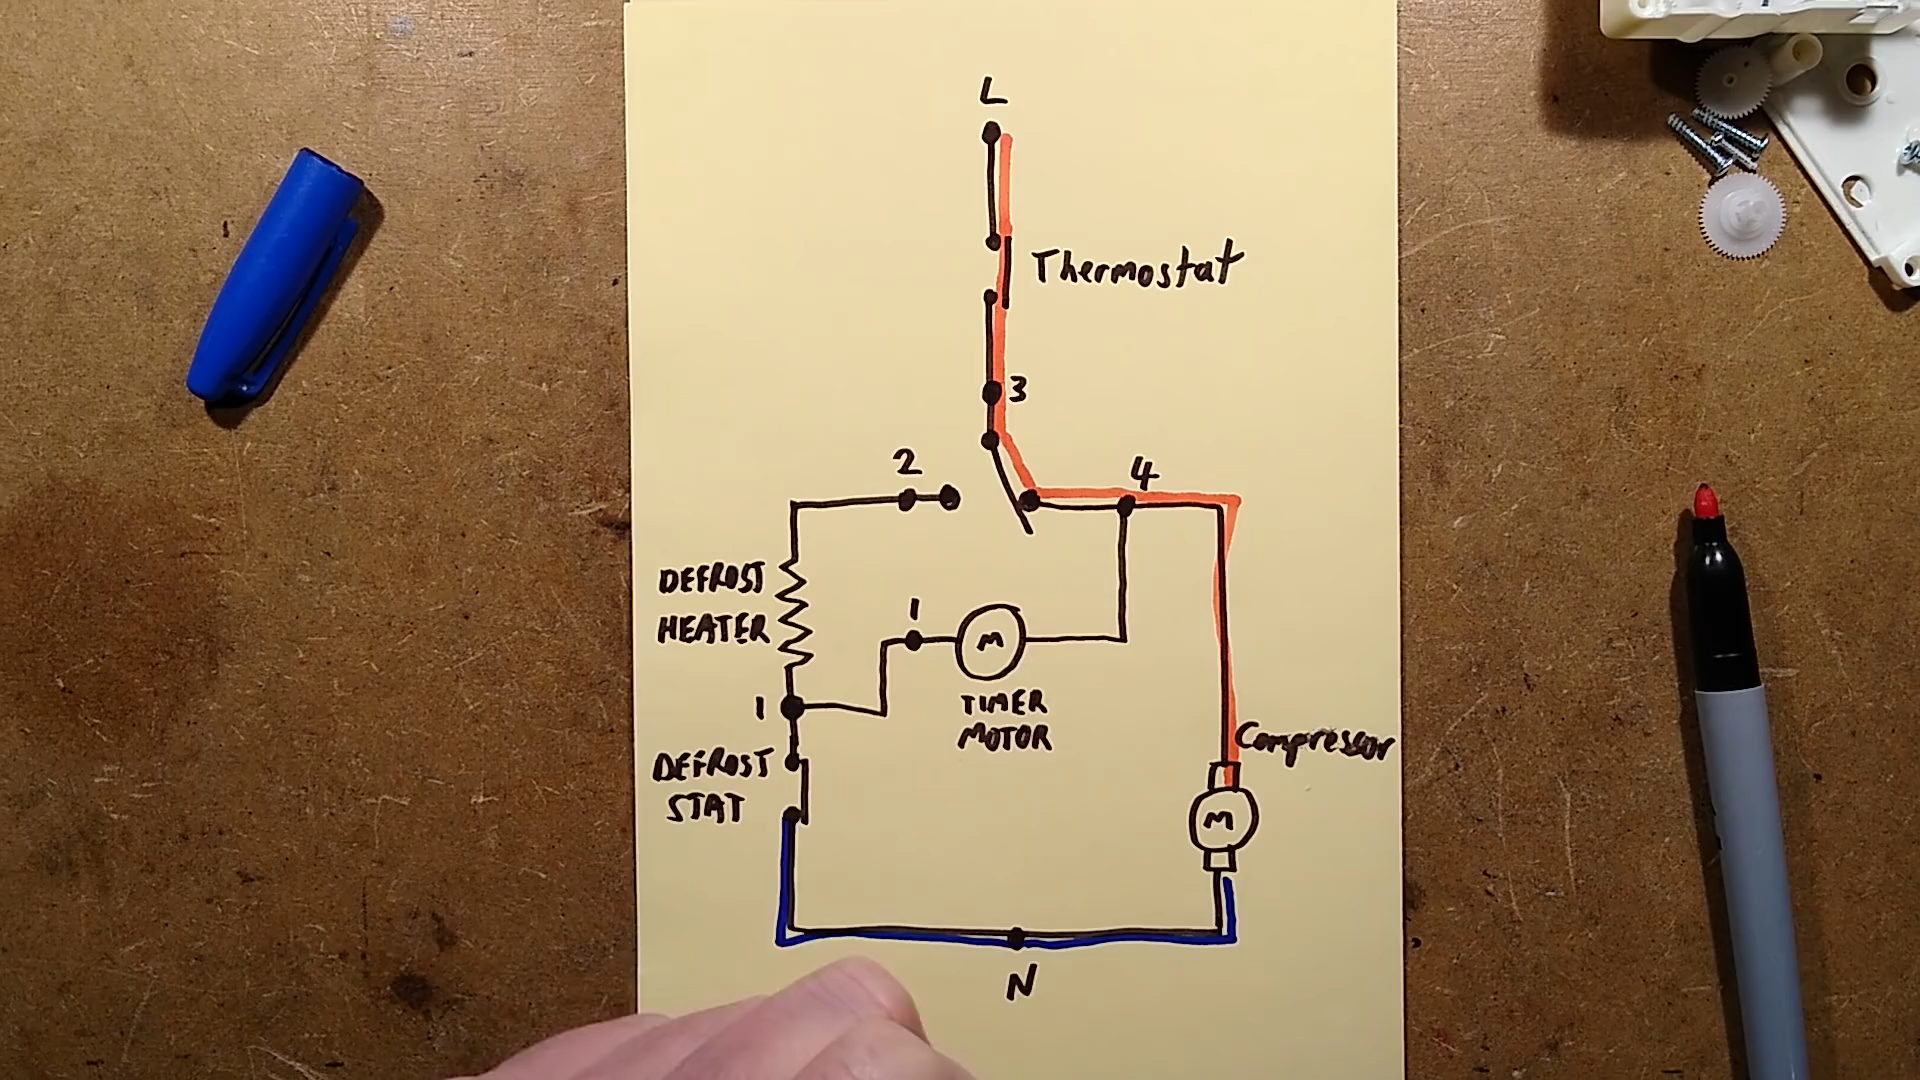 L
Thermostat
3
2
4
DEFROST
HEATER
1
M
TIMER
MOTOR
1
DEFROST
STAT
Compressor
M
N